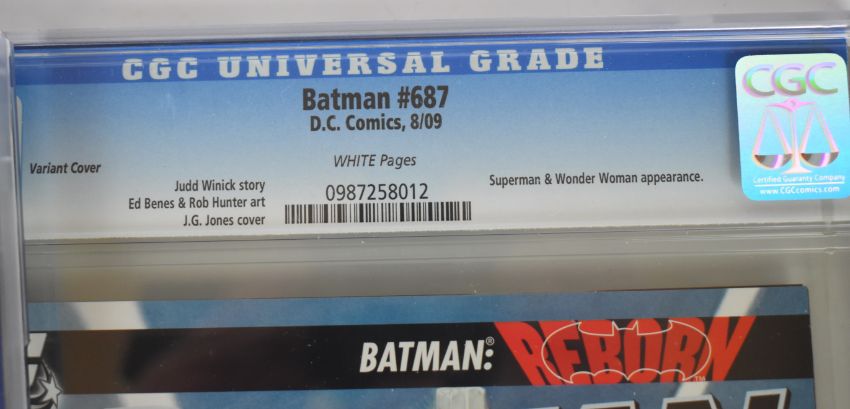 CGC UNIVERSAL GRADE
Batman #687
D.C. Comics, 8/09
Variant Cover
WHITE Pages
Judd Winick story
Ed Benes & Rob Hunter art
J.G. Jones cover
0987258012
Superman & Wonder Woman appearance.
CGC
Certified Guaranty Company
www.CGCcomics.com
BATMAN:®
REBORN™